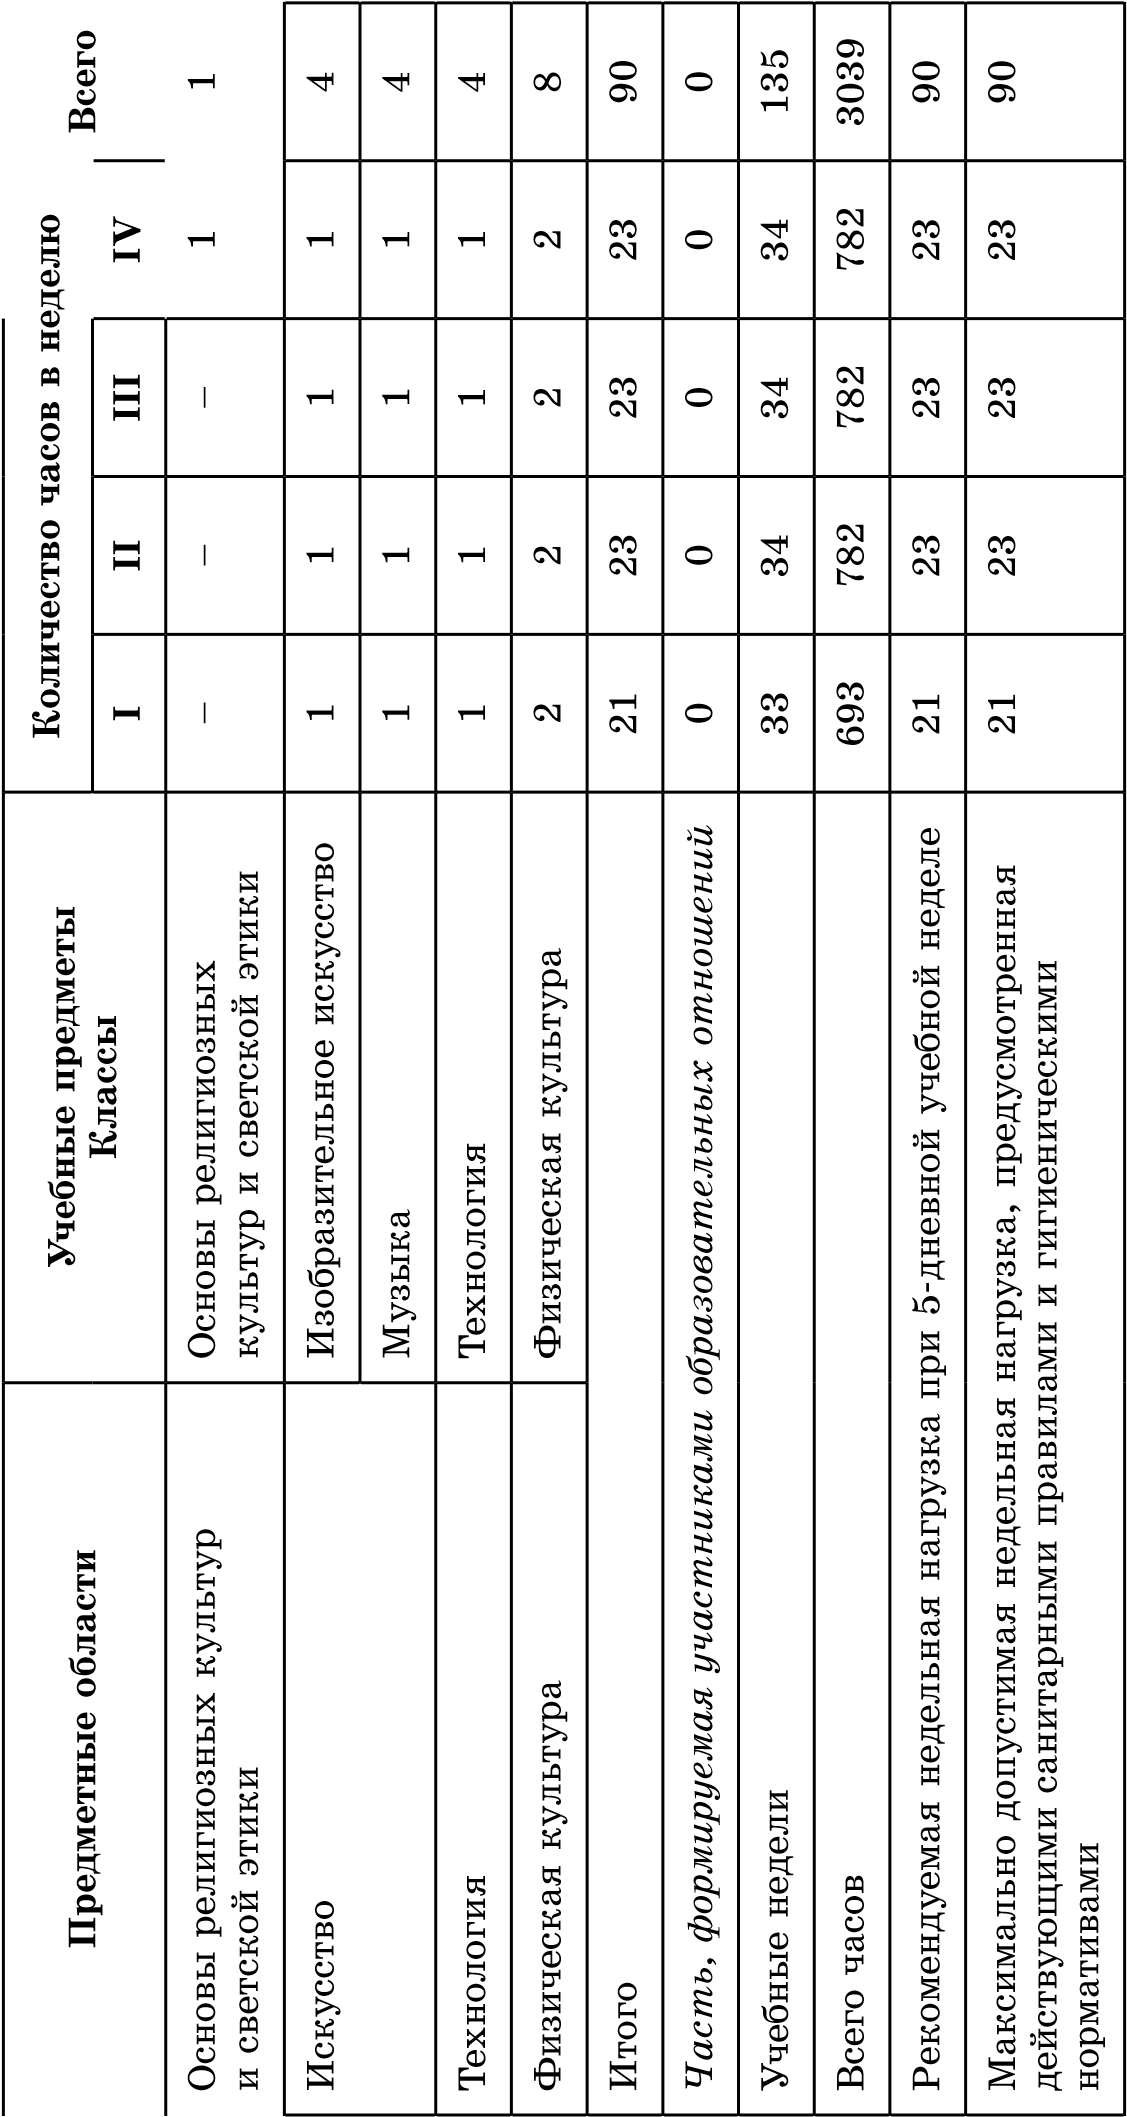 Предметные области
Учебные предметы
Классы
Количество часов в неделю
Всего
I
II
III
IV
Основы религиозных культур
и светской этики
Основы религиозных
культур и светской этики
–
–
–
1
1
Искусство
Изобразительное искусство
1
1
1
1
4
Музыка
1
1
1
1
4
Технология
Технология
1
1
1
1
4
Физическая культура
Физическая культура
2
2
2
2
8
Итого
21
23
23
23
90
Часть, формируемая участниками образовательных отношений
0
0
0
0
0
Учебные недели
33
34
34
34
135
Всего часов
693
782
782
782
3039
Рекомендуемая недельная нагрузка при 5-дневной учебной неделе
21
23
23
23
90
Максимально допустимая недельная нагрузка, предусмотренная
действующими санитарными правилами и гигиеническими
нормативами
21
23
23
23
90